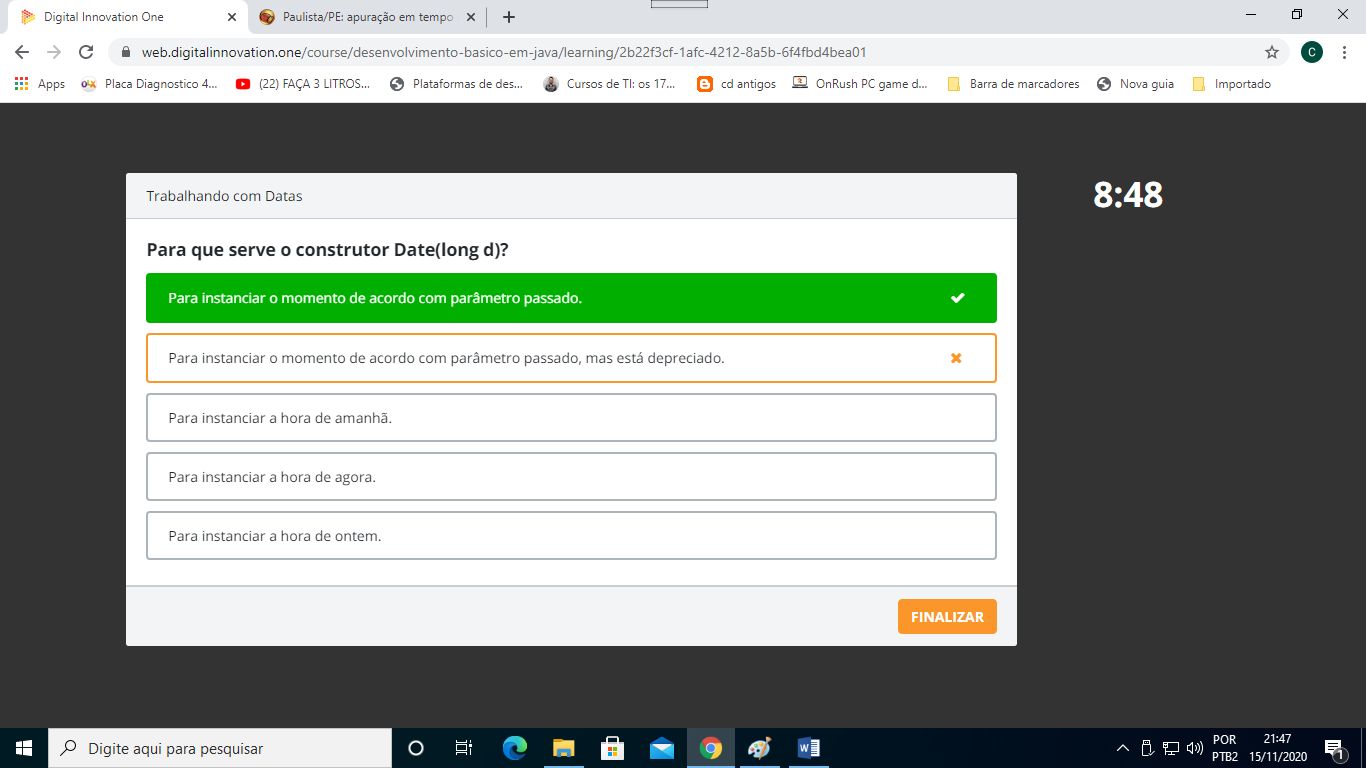 Digital Innovation One
Paulista/PE: apuração em tempo
web.digitalinnovation.one/course/desenvolvimento-basico-em-java/learning/2b22f3cf-1afc-4212-8a5b-6f4fbd4bea01
C
Apps
OLX
Placa Diagnostico 4...
(22) FAÇA 3 LITROS...
Plataformas de des...
Cursos de TI: os 17...
cd antigos
OnRush PC game d...
Barra de marcadores
Nova guia
Importado
Trabalhando com Datas
8:48
Para que serve o construtor Date(long d)?
Para instanciar o momento de acordo com parâmetro passado.
Para instanciar o momento de acordo com parâmetro passado, mas está depreciado.
Para instanciar a hora de amanhã.
Para instanciar a hora de agora.
Para instanciar a hora de ontem.
FINALIZAR
Digite aqui para pesquisar
W
POR
PTB2
21:47
15/11/2020
1